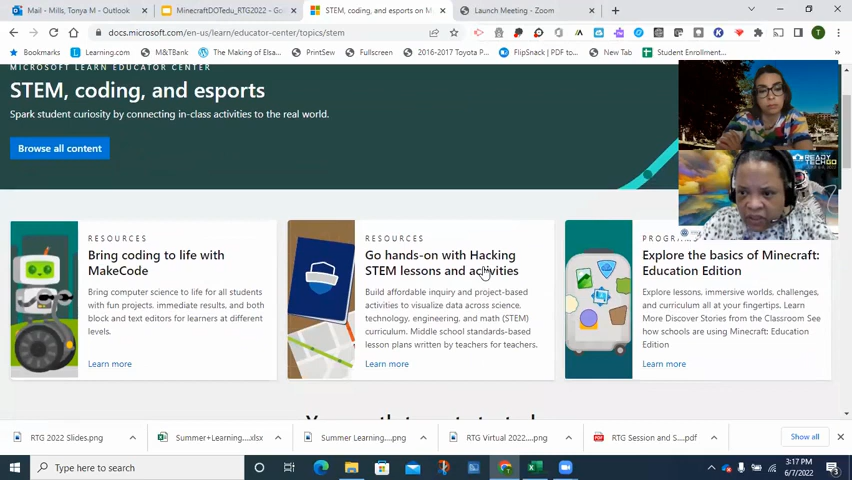 Mail - Mills, Tonya M - Outlook
MinecraftDOTedu_RTG2022 - Go
STEM, coding, and esports on M
Launch Meeting - Zoom
docs.microsoft.com/en-us/learn/educator-center/topics/stem
Bookmarks
Learning.com
M&TBank
The Making of Elsa...
PrintSew
Fullscreen
2016-2017 Toyota P...
FlipSnack | PDF to...
New Tab
Student Enrollment...
MICROSOFT LEARN EDUCATOR CENTER
STEM, coding, and esports
Spark student curiosity by connecting in-class activities to the real world.
Browse all content
READY
TECH
GO
RESOURCES
Bring coding to life with
MakeCode
Bring computer science to life for all students
with fun projects, immediate results, and both
block and text editors for learners at different
levels.
Learn more
RESOURCES
Go hands-on with Hacking
STEM lessons and activities
Build affordable inquiry and project-based
activities to visualize data across science,
technology, engineering, and math (STEM)
curriculum. Middle school standards-based
lesson plans written by teachers for teachers.
Learn more
PROGRAM
Explore the basics of Minecraft:
Education Edition
Explore lessons, immersive worlds, challenges,
and curriculum all at your fingertips. Learn
More Discover Stories from the Classroom See
how schools are using Minecraft: Education
Edition
Learn more
RTG 2022 Slides.png
Summer+Learning....xlsx
Summer Learning....png
RTG Virtual 2022....png
RTG Session and S....pdf
Show all
Type here to search
3:17 PM
6/7/2022